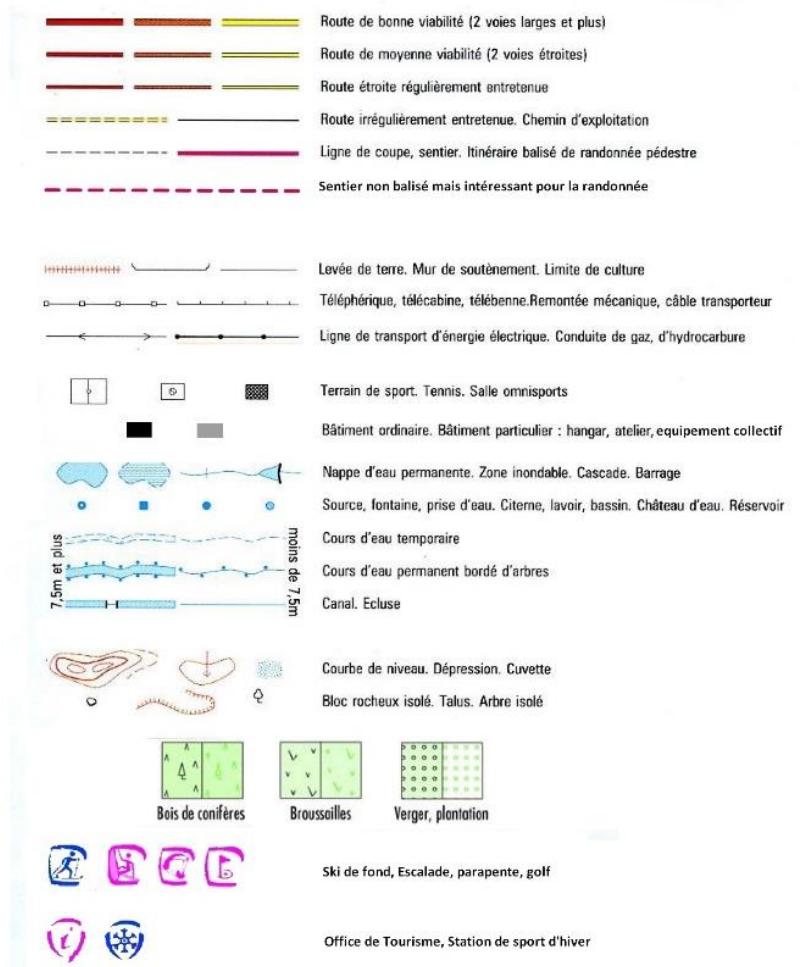 Route de bonne viabilité (2 voies larges et plus)
Route de moyenne viabilité (2 voies étroites)
Route étroite régulièrement entretenue
Route irrégulièrement entretenue. Chemin d'exploitation
Ligne de coupe, sentier. Itinéraire balisé de randonnée pédestre
Sentier non balisé mais intéressant pour la randonnée
Levée de terre. Mur de soutènement. Limite de culture
Téléphérique, télécabine, télébenne.Remontée mécanique, câble transporteur
Ligne de transport d'énergie électrique. Conduite de gaz, d'hydrocarbure
Terrain de sport. Tennis. Salle omnisports
Bâtiment ordinaire. Bâtiment particulier : hangar, atelier, equipement collectif
Nappe d'eau permanente. Zone inondable. Cascade. Barrage
Source, fontaine, prise d'eau. Citerne, lavoir, bassin. Château d'eau. Réservoir
7,5m et plus
moins de 7,5m
Cours d'eau temporaire
Cours d'eau permanent bordé d'arbres
Canal. Ecluse
Courbe de niveau. Dépression. Cuvette
Bloc rocheux isolé. Talus. Arbre isolé
Bois de conifères
Broussailles
Verger, plantation
Ski de fond, Escalade, parapente, golf
i
Office de Tourisme, Station de sport d'hiver